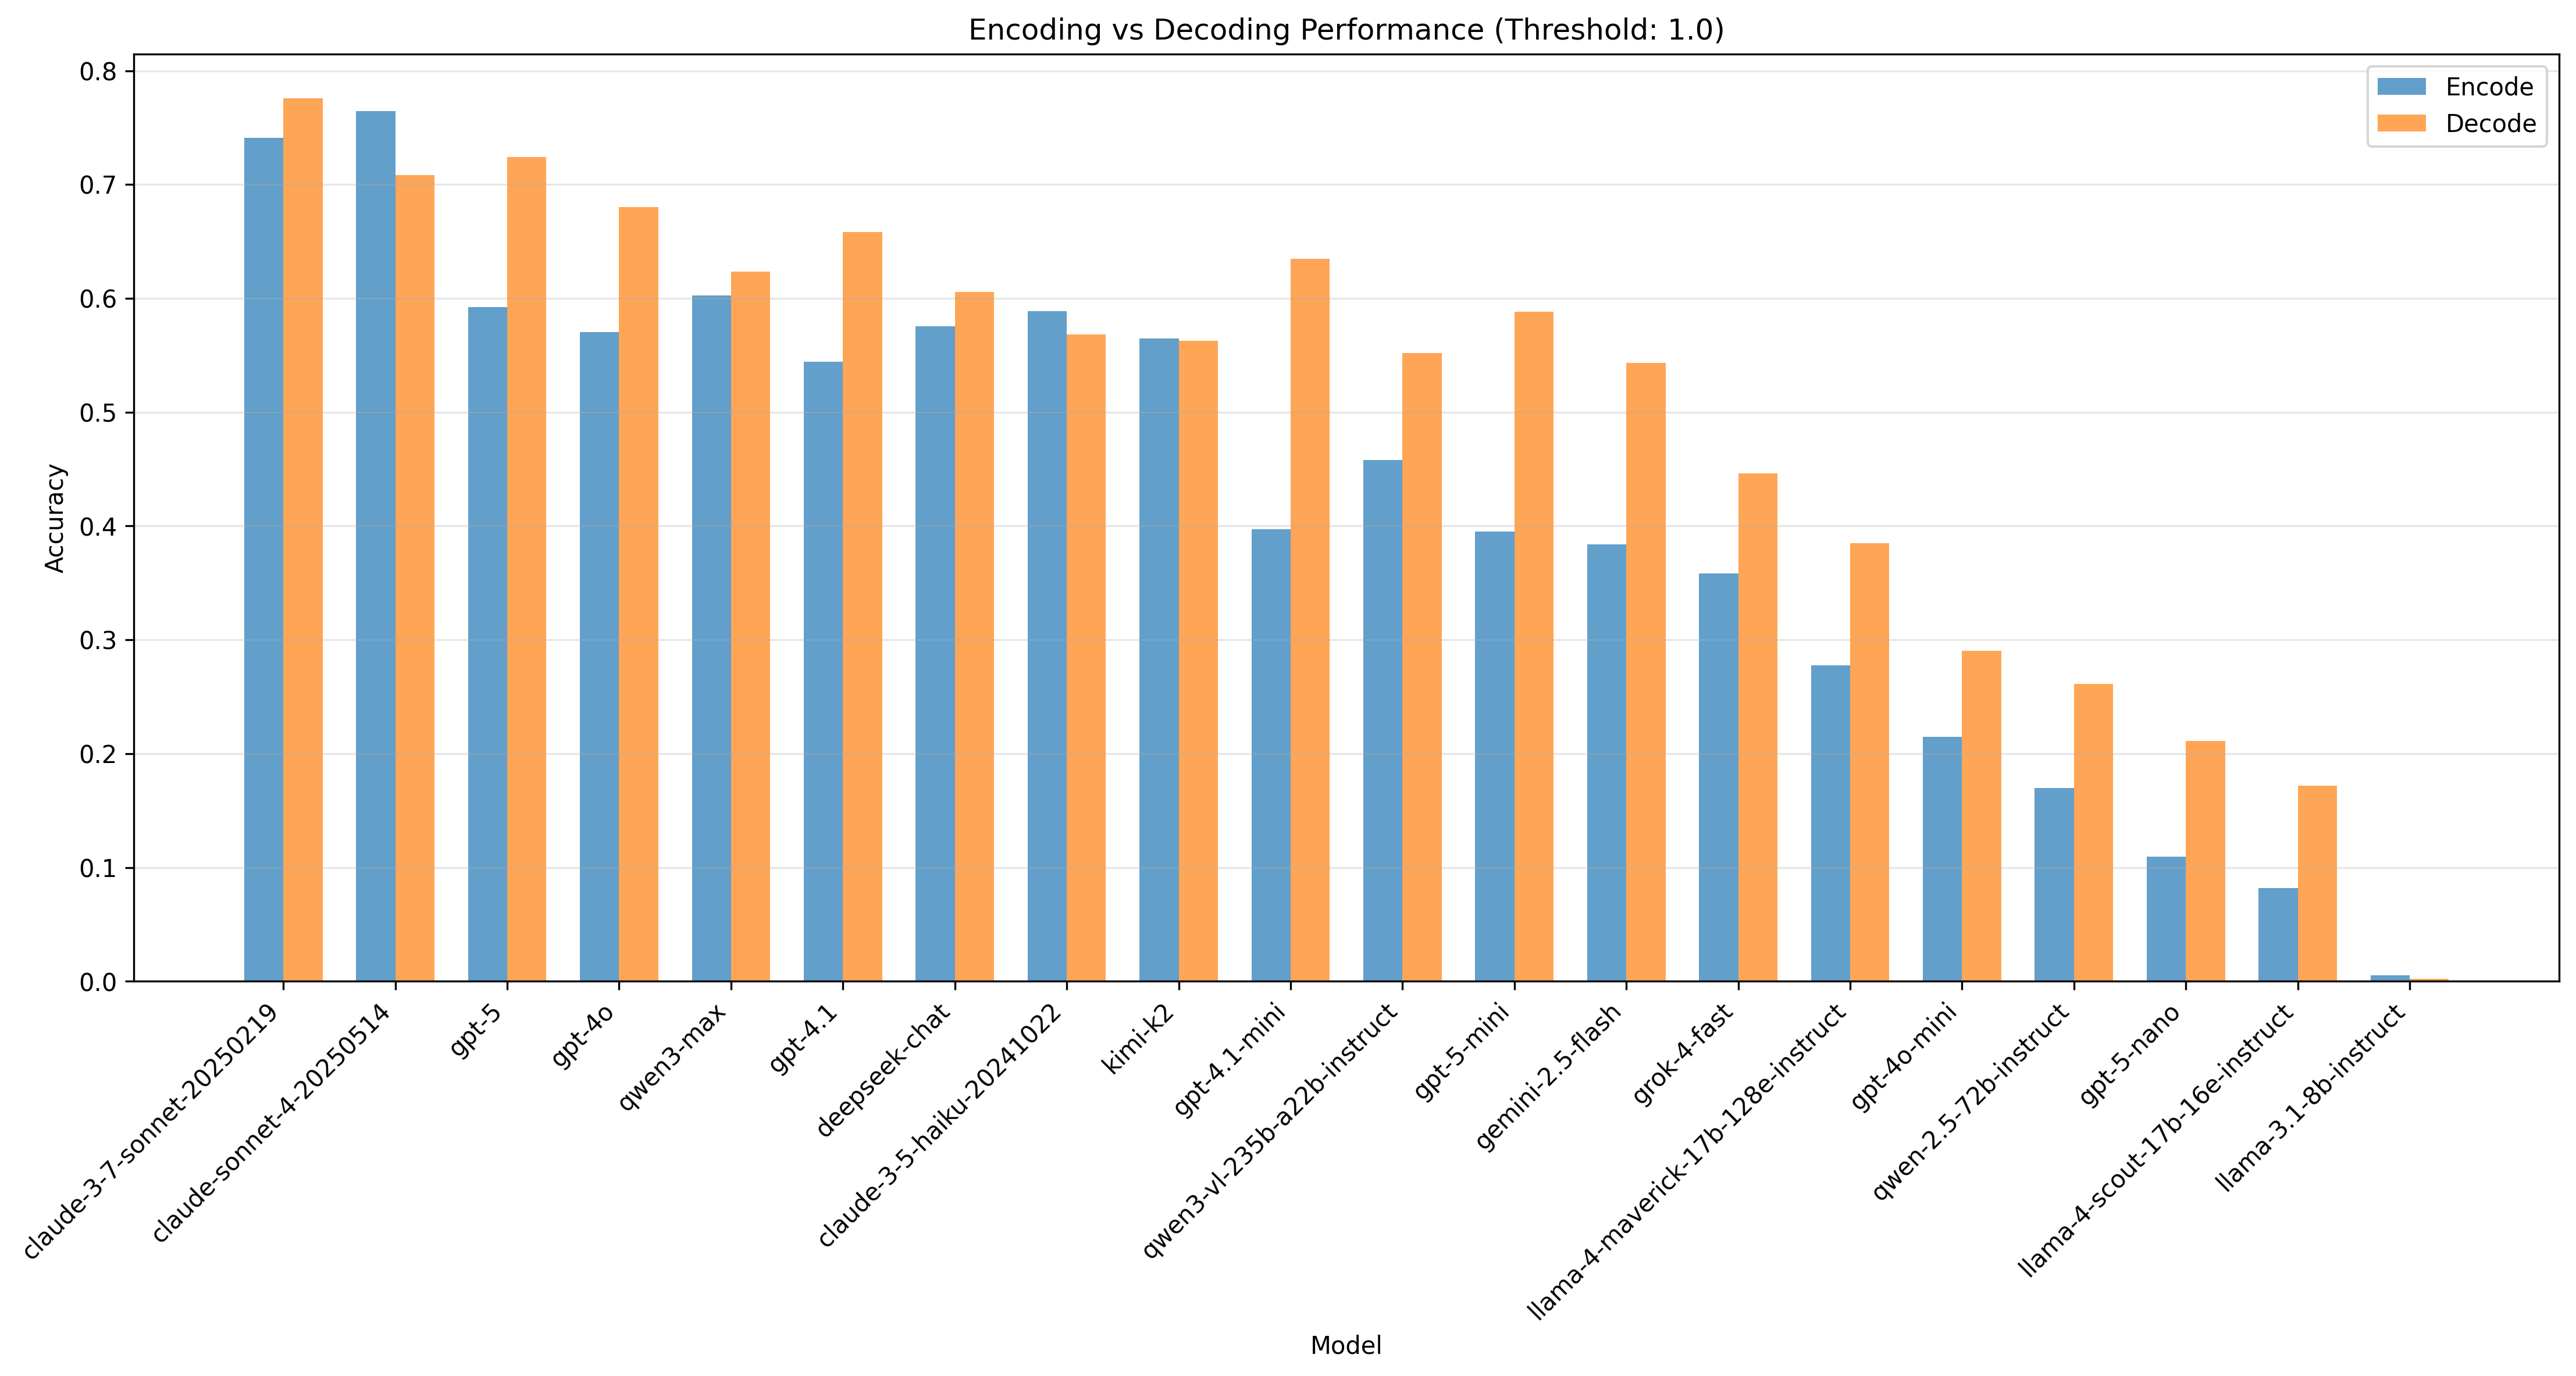 Encoding vs Decoding Performance (Threshold: 1.0)
Encode
Decode
Accuracy
0.8
0.7
0.6
0.5
0.4
0.3
0.2
0.1
0.0
claude-3-7-sonnet-20250219
claude-sonnet-4-20250514
gpt-5
gpt-4o
qwen3-max
gpt-4.1
deepseek-chat
claude-3-5-haiku-20241022
kimi-k2
gpt-4.1-mini
qwen3-vl-235b-a22b-instruct
gpt-5-mini
gemini-2.5-flash
grok-4-fast
llama-4-maverick-17b-128e-instruct
gpt-4o-mini
qwen-2.5-72b-instruct
gpt-5-nano
llama-4-scout-17b-16e-instruct
llama-3.1-8b-instruct
Model